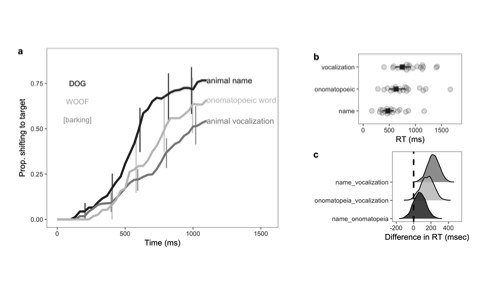 a
Prop. shifting to target
0.75
0.50
0.25
0.00
DOG
WOOF
[barking]
animal name
onomatopoeic word
animal vocalization
0
500
1000
1500
Time (ms)
b
vocalization
onomatopoeic
name
0
500
1000
1500
RT (ms)
c
name_vocalization
onomatopeia_vocalization
name_onomatopeia
-200
0
200
400
Difference in RT (msec)